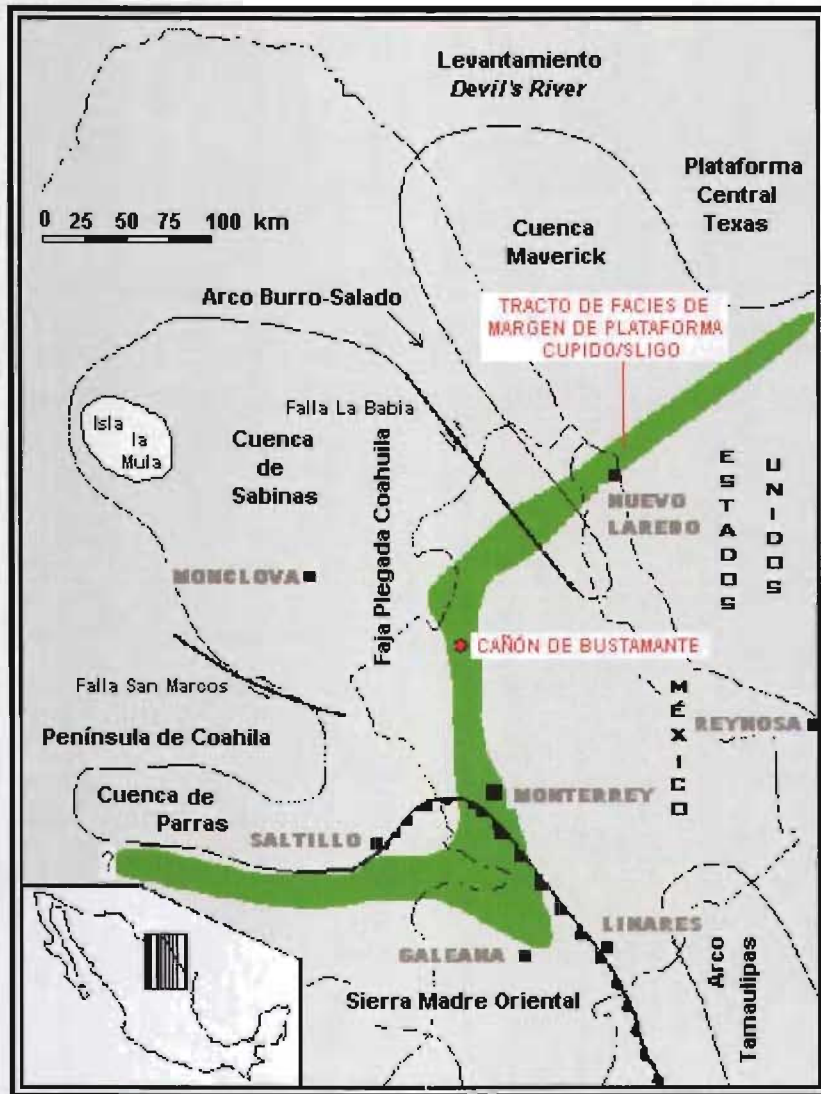 Levantamiento
Devil's River
Plataforma
Central
Texas
0 25 50 75 100 km
Cuenca
Maverick
Arco Burro-Salado
TRACTO DE FACIES DE
MARGEN DE PLATAFORMA
CUPIDO/SLIGO
Falla La Babia
Isla
la
Mula
Cuenca
de
Sabinas
Faja Plegada Coahuila
NUEVO
LAREDO
ESTADOS
UNIDOS
MONCLOVA
CAÑÓN DE BUSTAMANTE
Falla San Marcos
MÉXICO
REYNOSA
Península de Coahila
Cuenca de
Parras
MONTERREY
SALTILLO
LINARES
GALEANA
Arco
Tamaulipas
Sierra Madre Oriental